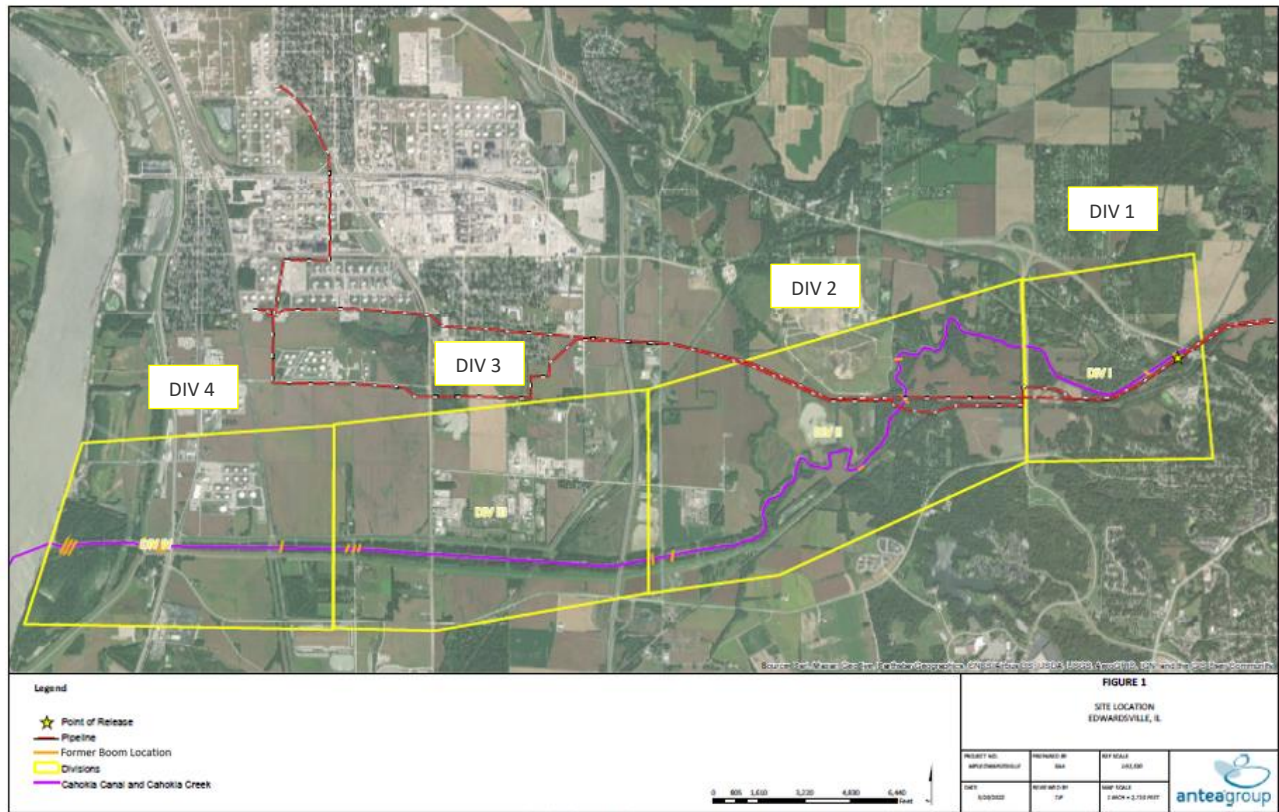 DIV 1
DIV 2
DIV 3
DIV 4
DIV I
DIV II
DIV III
DIV IV
Legend
Point of Release
Pipeline
Former Boom Location
Divisions
Cahokia Canal and Cahokia Creek
0 805 1,610 3,220 4,830 6,440
Feet
FIGURE 1
SITE LOCATION
EDWARDSVILLE, IL
PROJECT NO.
PREPARED BY
REF SCALE
DATE
REVIEWED BY
MAP SCALE
anteagroup